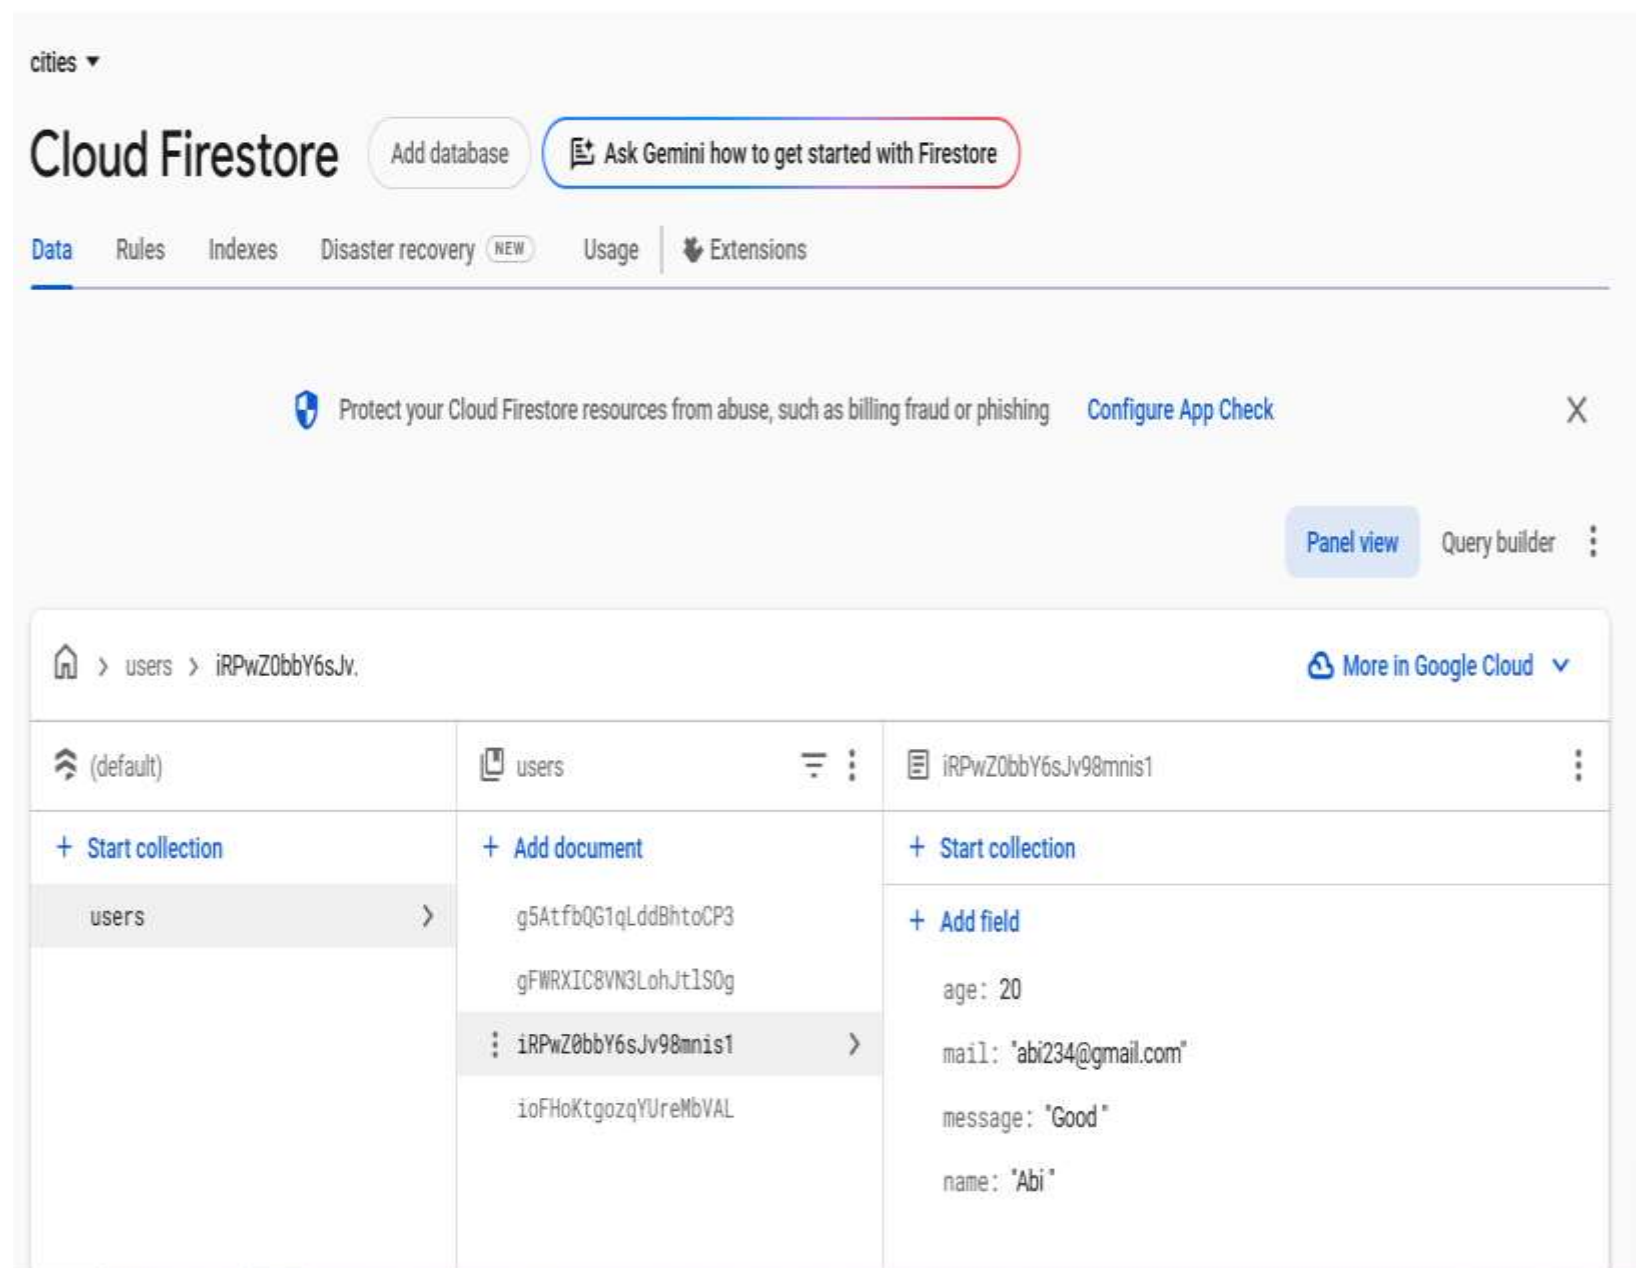 cities
Cloud Firestore Add database Ask Gemini how to get started with Firestore
Data Rules Indexes Disaster recovery NEW Usage Extensions
Protect your Cloud Firestore resources from abuse, such as billing fraud or phishing Configure App Check
Panel view Query builder
users iRPwZ0bbY6sJv.
More in Google Cloud
(default) users iRPwZ0bbY6sJv98mnis1
+ Start collection + Add document + Start collection
users g5AtfbQG1qLddBhtoCP3 + Add field
gFWRXIC8VN3LohJtlSOg age: 20
iRPwZ0bbY6sJv98mnis1 mail: "abi234@gmail.com"
ioFHoKtgozqYUreMbVAL message: "Good "
name: "Abi "